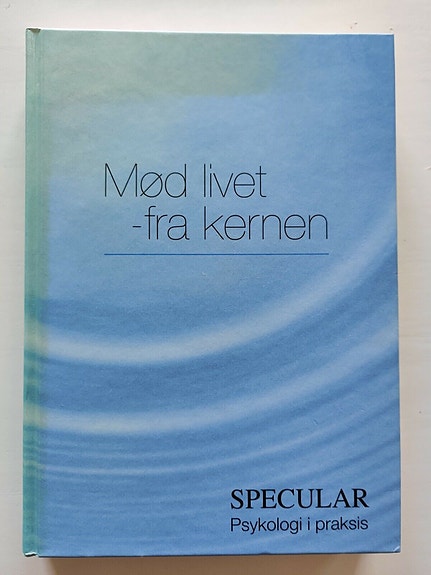 Mød livet
-fra kernen
SPECULAR
Psykologi i praksis